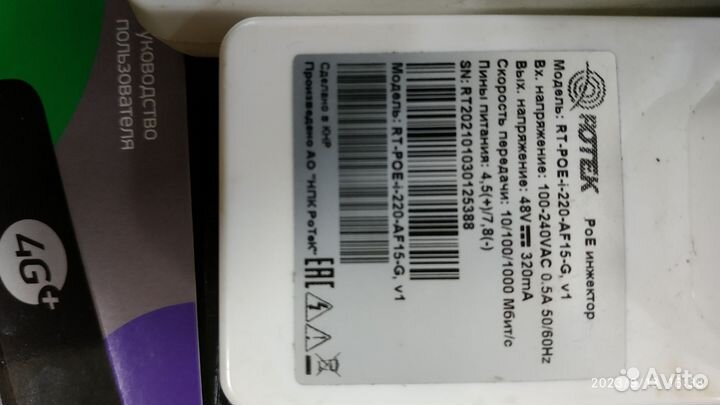 РОТЕК
PoE инжектор
Модель: RT-POE-i-220-AF15-G, v1
Вх. напряжение: 100-240VAC 0.5A 50/60Hz
Вых. напряжение: 48V 320mA
Скорость передачи: 10/100/1000 Мбит/с
Пины питания: 4,5(+)/7,8(-)
SN: RT202101030125388
Модель: RT-POE-i-220-AF15-G, v1
Сделано в КНР
Произведено АО "НПК РоТеК"
EAC
руководство
пользователя
4G+
Avito